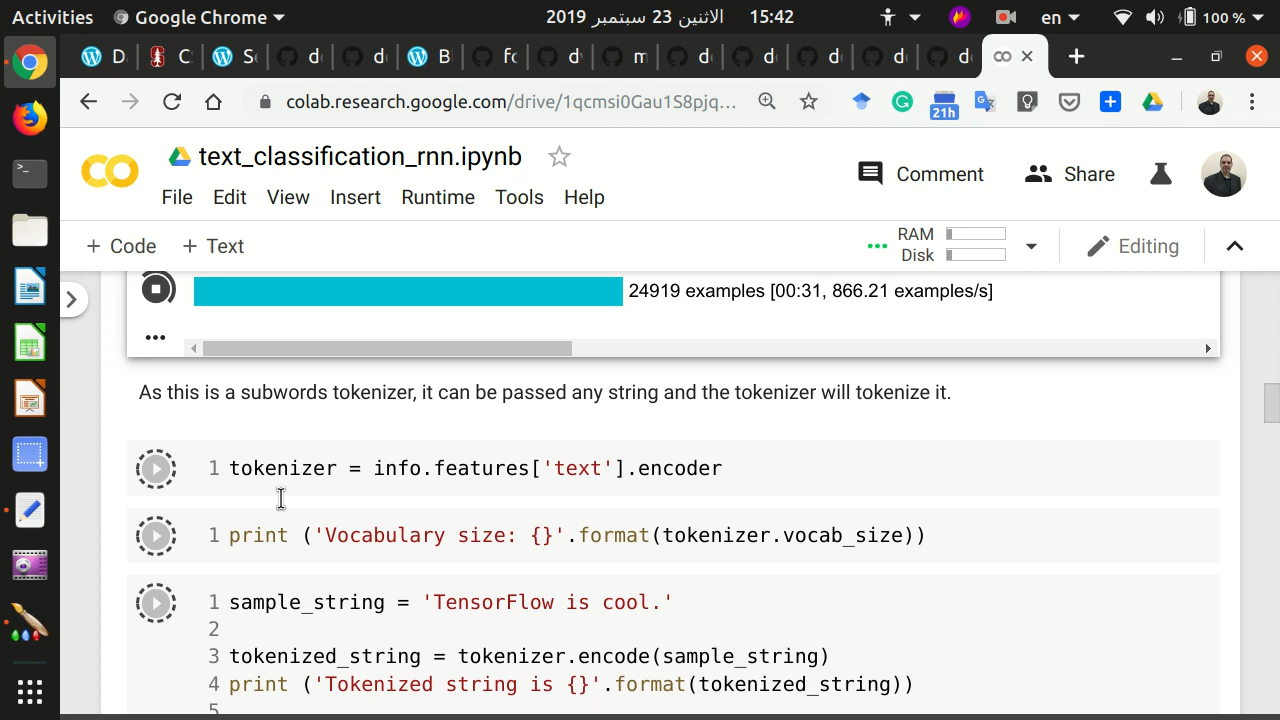 Activities Google Chrome الاثنين 23 سبتمبر 2019 15:42 en 100 %
D C S d d B f d m d d d d d
colab.research.google.com/drive/1qcmsi0Gau1S8pjq... 21h
text_classification_rnn.ipynb
Comment Share
File Edit View Insert Runtime Tools Help
+ Code + Text RAM Disk Editing
24919 examples [00:31, 866.21 examples/s]
As this is a subwords tokenizer, it can be passed any string and the tokenizer will tokenize it.
1 tokenizer = info.features['text'].encoder
1 print ('Vocabulary size: {}'.format(tokenizer.vocab_size))
1 sample_string = 'TensorFlow is cool.'
2
3 tokenized_string = tokenizer.encode(sample_string)
4 print ('Tokenized string is {}'.format(tokenized_string))
5